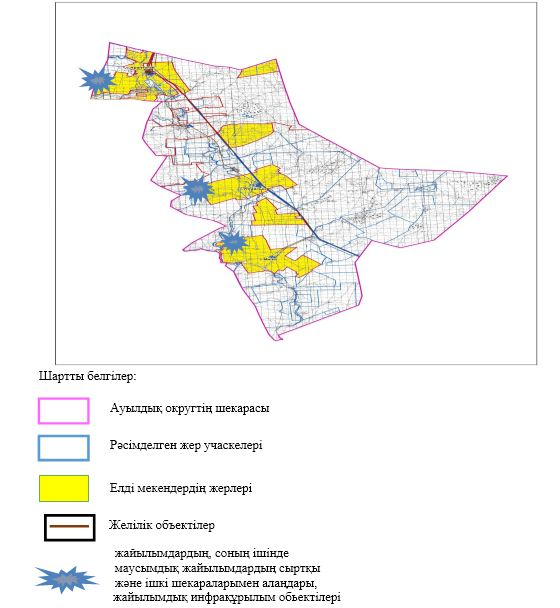 Шартты белгілер:
Ауылдық округтің шекарасы
Рәсімделген жер учаскелері
Елді мекендердің жерлері
Желілік объектілер
жайылымдардың, соның ішінде
маусымдық жайылымдардың сыртқы
және ішкі шекараларымен алаңдары,
жайылымдық инфрақұрылым объектілері